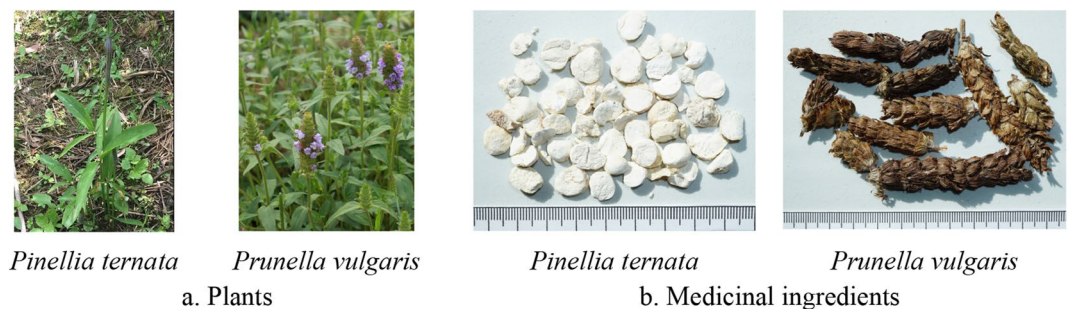 Pinellia ternata
Prunella vulgaris
Pinellia ternata
Prunella vulgaris
a. Plants
b. Medicinal ingredients